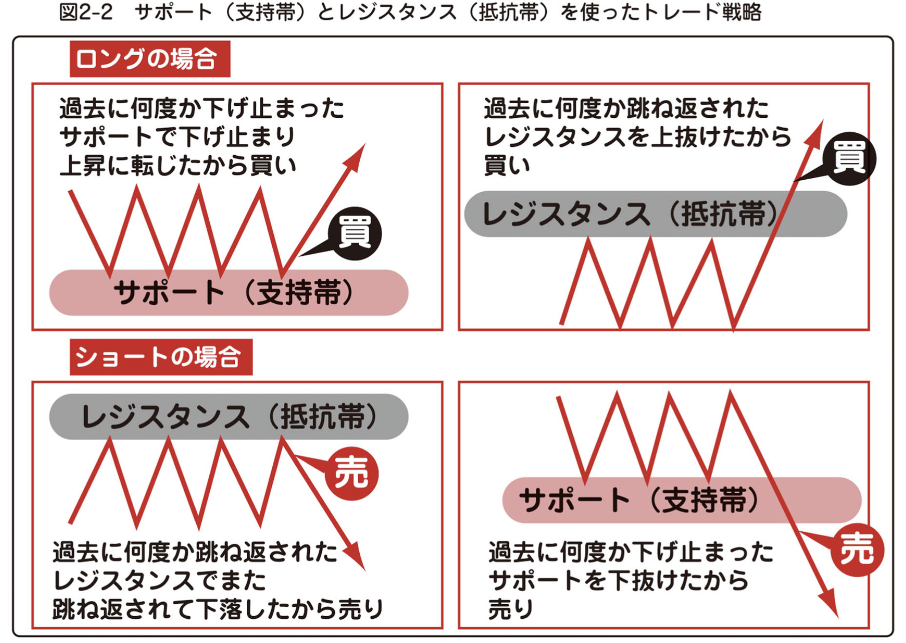 図2-2　サポート（支持帯）とレジスタンス（抵抗帯）を使ったトレード戦略
ロングの場合
過去に何度か下げ止まった
サポートで下げ止まり
上昇に転じたから買い
買
サポート（支持帯）
過去に何度か跳ね返された
レジスタンスを上抜けたから
買い
買
レジスタンス（抵抗帯）
ショートの場合
レジスタンス（抵抗帯）
売
過去に何度か跳ね返された
レジスタンスでまた
跳ね返されて下落したから売り
サポート（支持帯）
売
過去に何度か下げ止まった
サポートを下抜けたから
売り